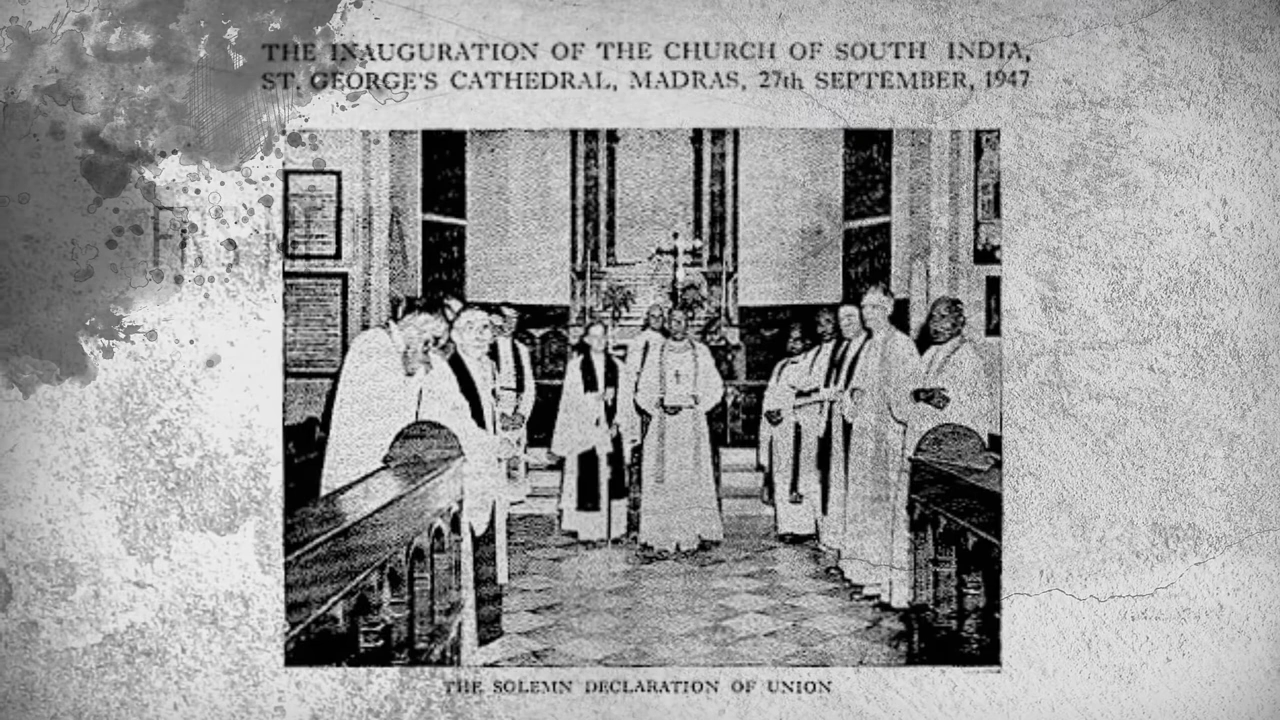 THE INAUGURATION OF THE CHURCH OF SOUTH INDIA,
ST. GEORGE'S CATHEDRAL, MADRAS, 27th SEPTEMBER, 1947
THE SOLEMN DECLARATION OF UNION